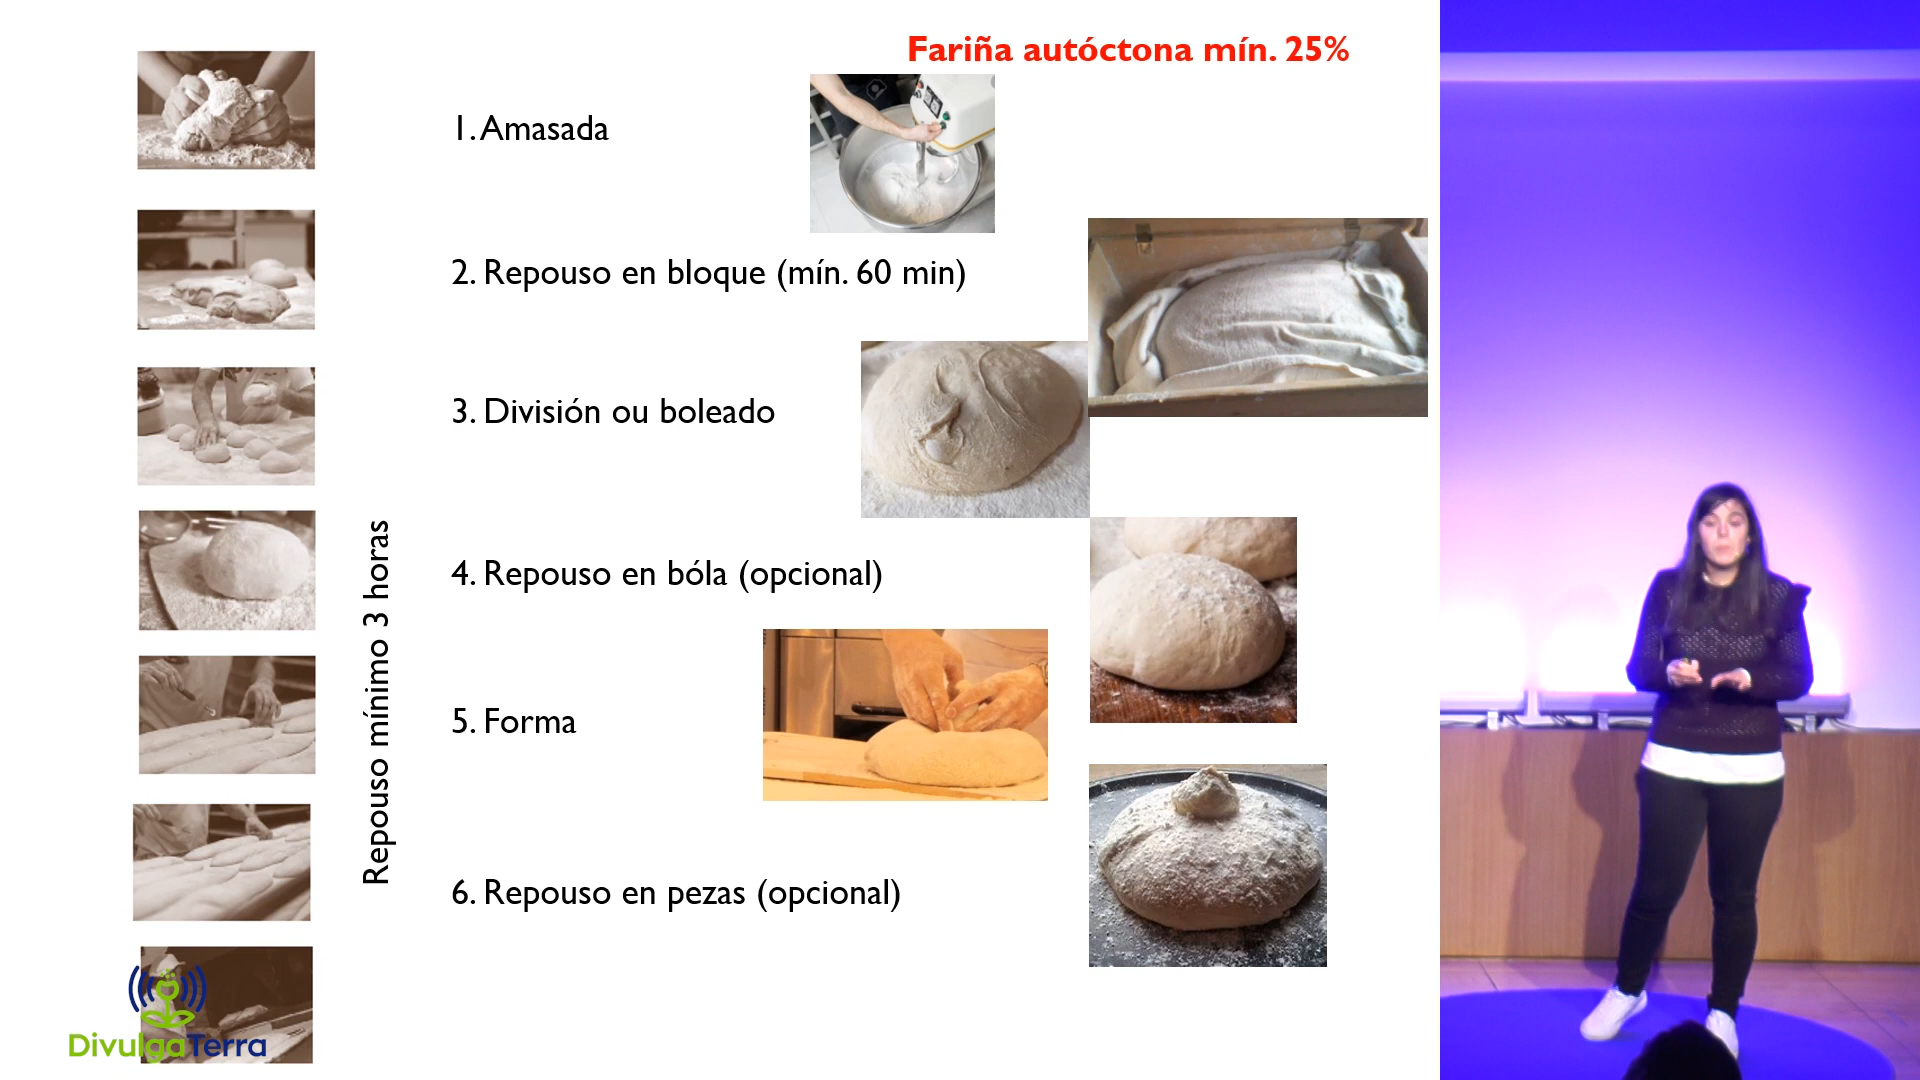 Fariña autóctona mín. 25%
1. Amasada
2. Repouso en bloque (mín. 60 min)
3. División ou boleado
4. Repouso en bóla (opcional)
5. Forma
6. Repouso en pezas (opcional)
Repouso mínimo 3 horas
DivulgaTerra